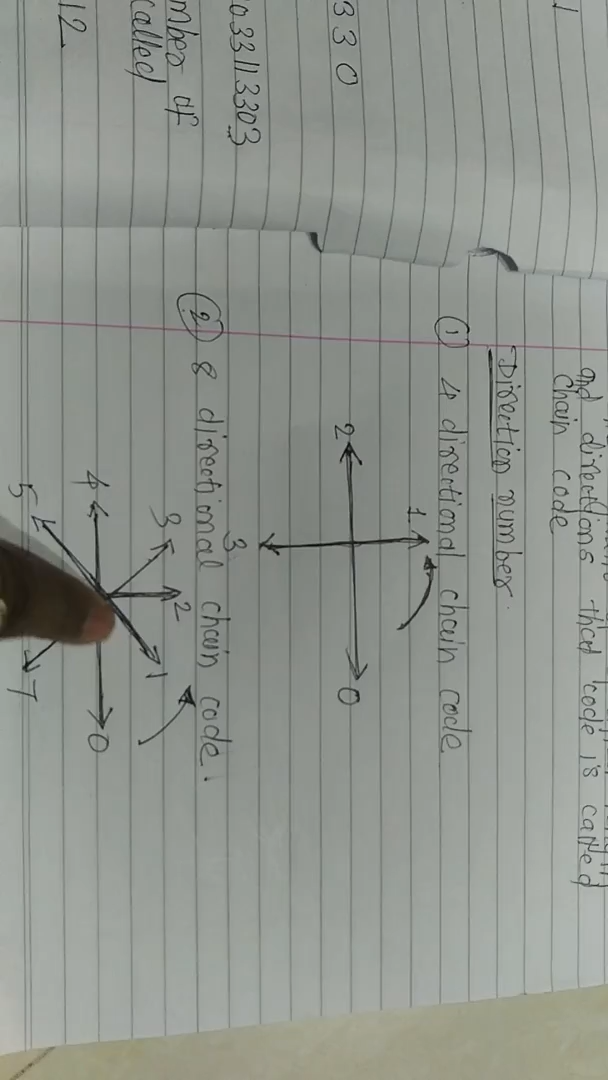 330
033113303
mber of
called
12
and directions that code is called
chain code
Direction number.
① 4 directional chain code
1
2
0
3
② 8 directional chain code
3
2
1
4
0
5
7